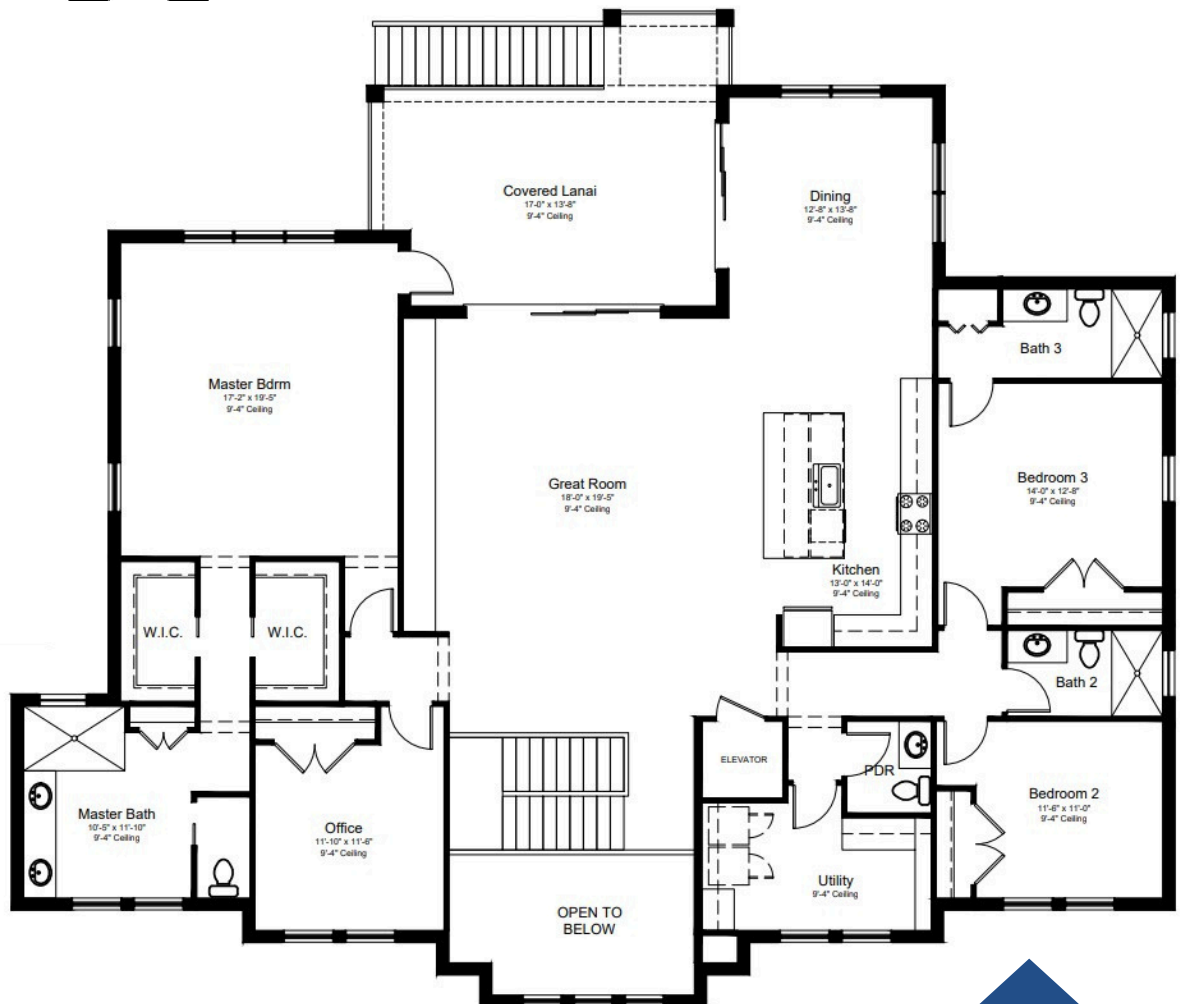 Covered Lanai
17'-0" x 13'-8"
9'-4" Ceiling
Dining
12'-8" x 13'-8"
9'-4" Ceiling
Bath 3
Master Bdrm
17'-2" x 19'-5"
9'-4" Ceiling
Great Room
18'-0" x 19'-5"
9'-4" Ceiling
Bedroom 3
14'-0" x 12'-8"
9'-4" Ceiling
Kitchen
13'-0" x 14'-0"
9'-4" Ceiling
W.I.C.
W.I.C.
Bath 2
ELEVATOR
PDR
Master Bath
10'-5" x 11'-10"
9'-4" Ceiling
Office
11'-10" x 11'-6"
9'-4" Ceiling
Bedroom 2
11'-6" x 11'-0"
9'-4" Ceiling
Utility
9'-4" Ceiling
OPEN TO
BELOW